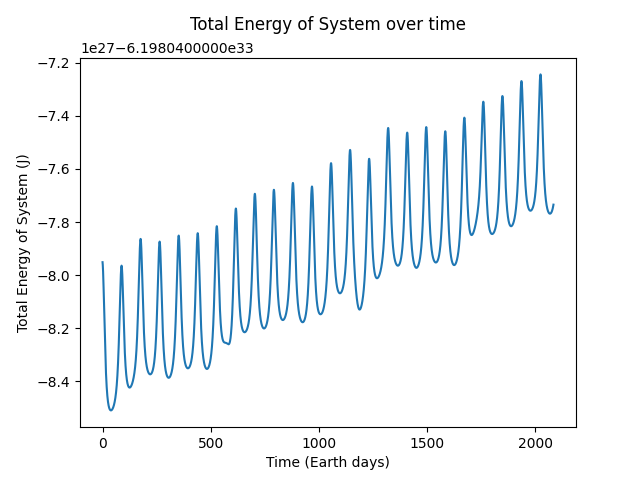 Total Energy of System over time
1e27−6.1980400000e33
−7.2
−7.4
−7.6
−7.8
−8.0
−8.2
−8.4
Total Energy of System (J)
0 500 1000 1500 2000
Time (Earth days)